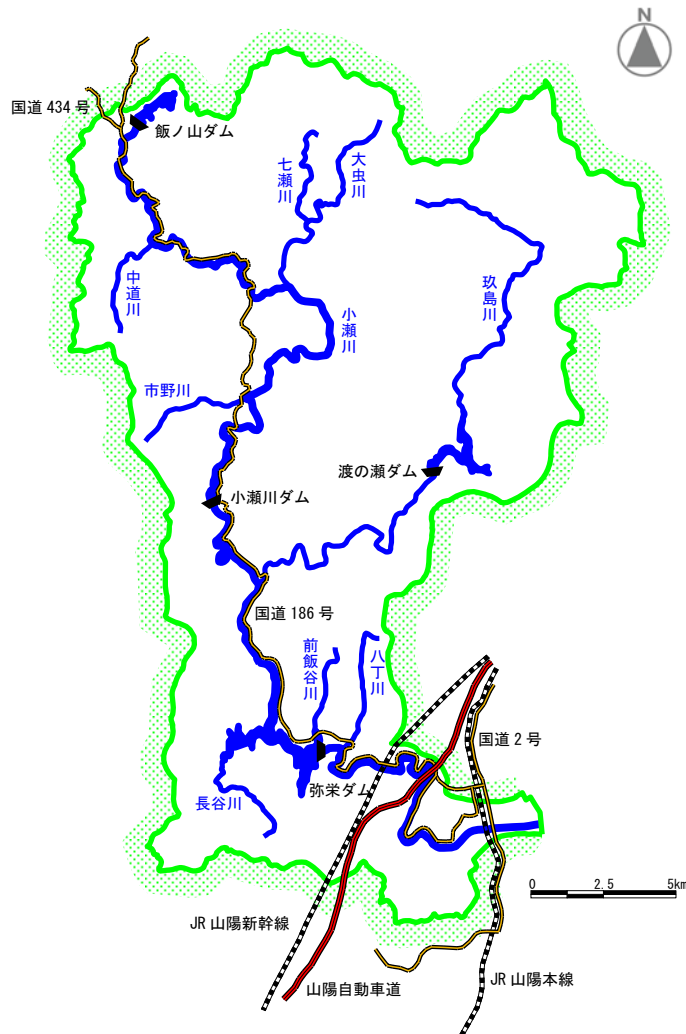 N
国道 434 号
飯ノ山ダム
七瀬川
大虫川
玖島川
中道川
小瀬川
市野川
渡の瀬ダム
小瀬川ダム
国道 186 号
前飯谷川
八丁川
国道 2 号
弥栄ダム
長谷川
0 2.5 5km
JR 山陽新幹線
山陽自動車道
JR 山陽本線